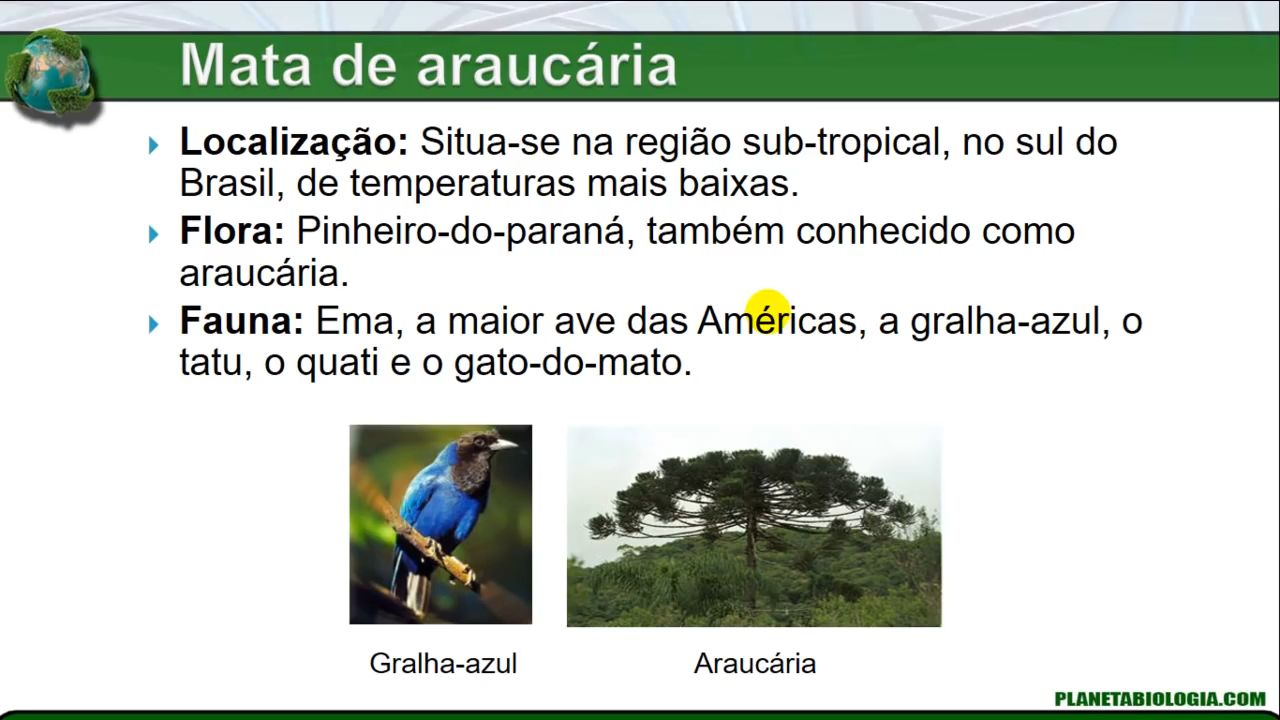 Mata de araucária
Localização: Situa-se na região sub-tropical, no sul do
Brasil, de temperaturas mais baixas.
Flora: Pinheiro-do-paraná, também conhecido como
araucária.
Fauna: Ema, a maior ave das Américas, a gralha-azul, o
tatu, o quati e o gato-do-mato.
Gralha-azul
Araucária
PLANETABIOLOGIA.COM